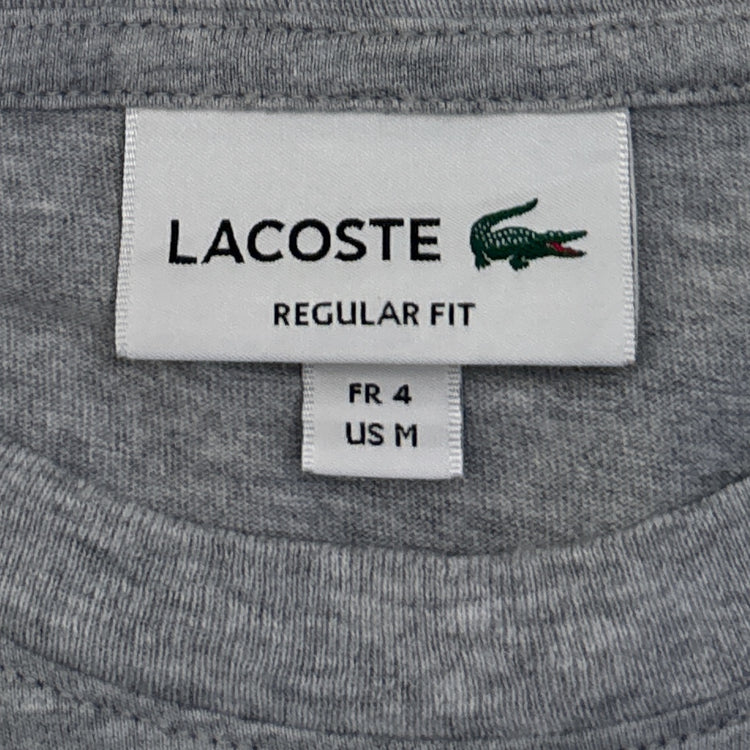 LACOSTE
REGULAR FIT
FR 4
US M